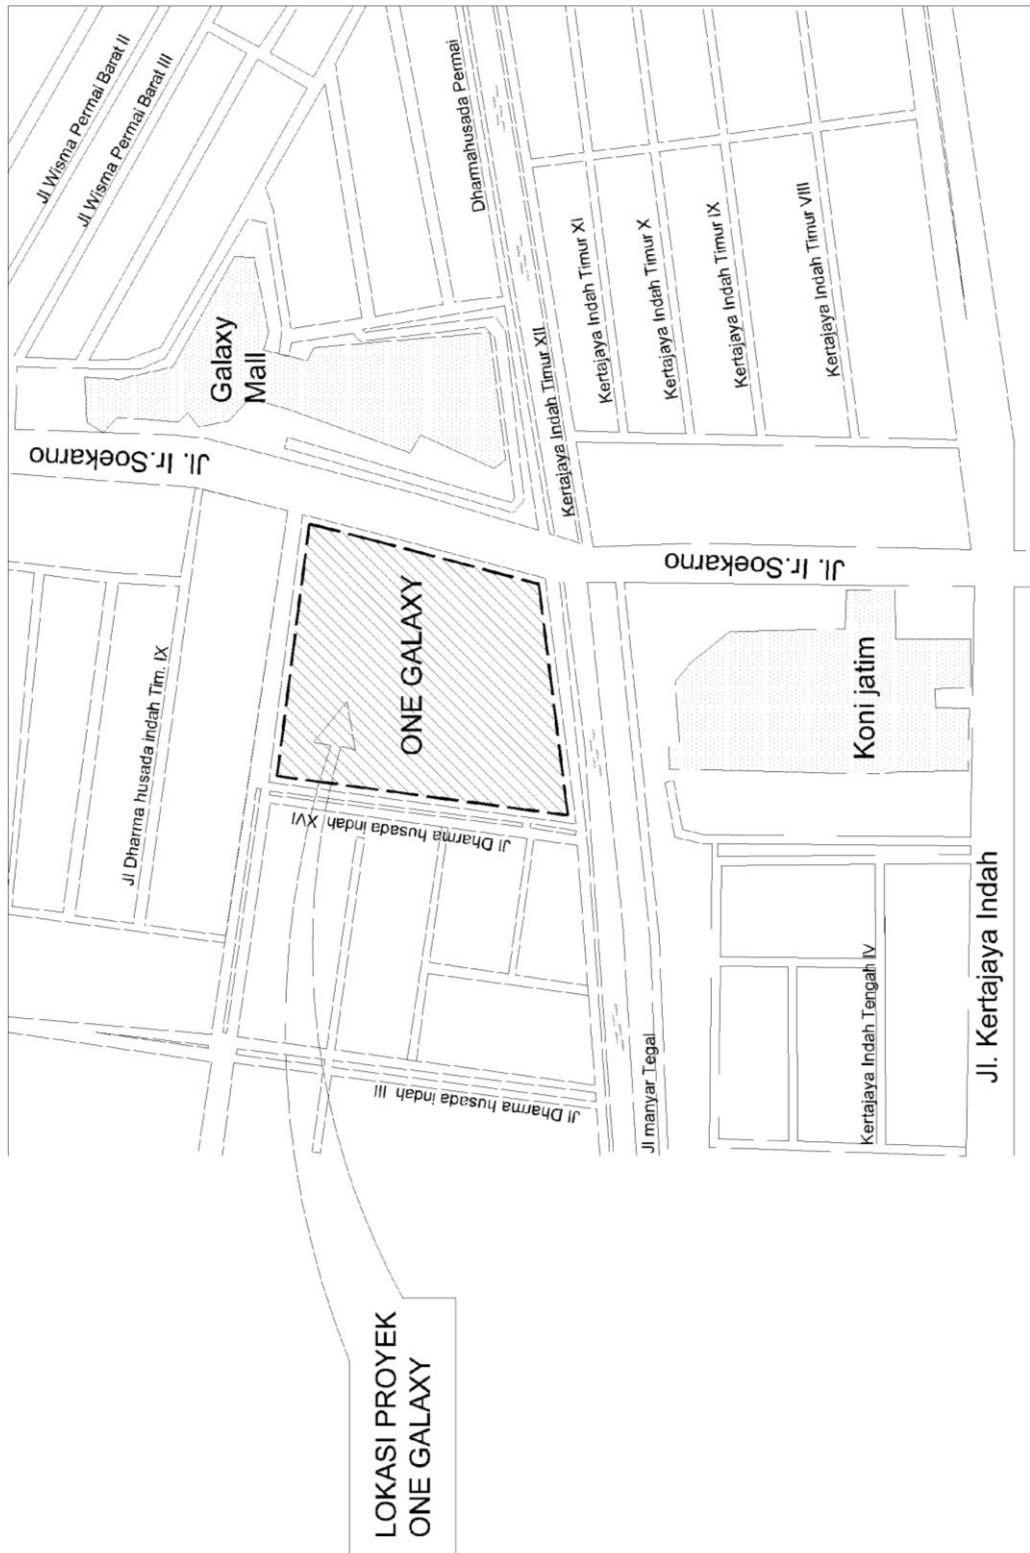 Jl Wisma Permai Barat II
Jl Wisma Permai Barat III
Dharmahusada Permai
Galaxy
Mall
Kertajaya Indah Timur XII
Kertajaya Indah Timur XI
Kertajaya Indah Timur X
Kertajaya Indah Timur IX
Kertajaya Indah Timur VIII
Jl. Ir.Soekarno
Jl. Ir.Soekarno
Jl Dharma husada indah Tim. IX
ONE GALAXY
Koni jatim
Jl Dharma husada indah XVI
Jl Dharma husada indah III
Jl manyar Tegal
Kertajaya Indah Tengah IV
Jl. Kertajaya Indah
LOKASI PROYEK
ONE GALAXY